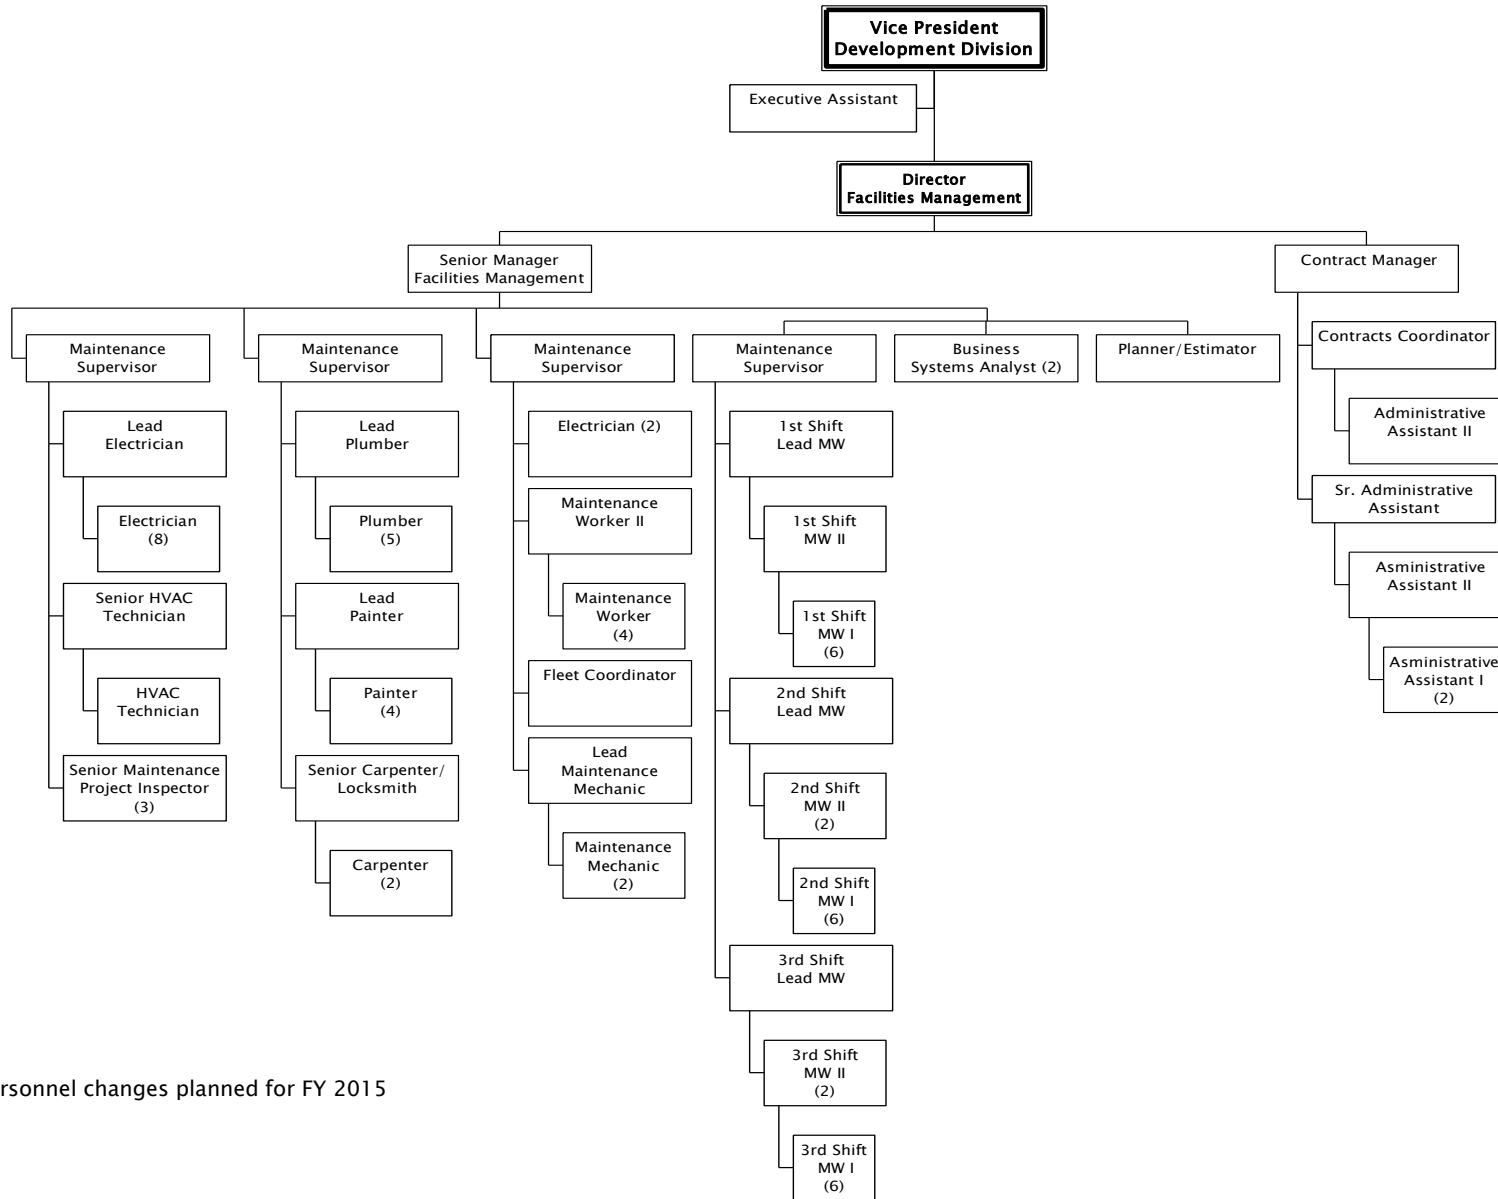 Vice President
Development Division
Executive Assistant
Director
Facilities Management
Senior Manager
Facilities Management
Contract Manager
Maintenance
Supervisor
Lead
Electrician
Electrician
(8)
Senior HVAC
Technician
HVAC
Technician
Senior Maintenance
Project Inspector
(3)
Maintenance
Supervisor
Lead
Plumber
Plumber
(5)
Lead
Painter
Painter
(4)
Senior Carpenter/
Locksmith
Carpenter
(2)
Maintenance
Supervisor
Electrician (2)
Maintenance
Worker II
Maintenance
Worker
(4)
Fleet Coordinator
Lead
Maintenance
Mechanic
Maintenance
Mechanic
(2)
Maintenance
Supervisor
1st Shift
Lead MW
1st Shift
MW II
1st Shift
MW I
(6)
2nd Shift
Lead MW
2nd Shift
MW II
(2)
2nd Shift
MW I
(6)
3rd Shift
Lead MW
3rd Shift
MW II
(2)
3rd Shift
MW I
(6)
Business
Systems Analyst (2)
Planner/Estimator
Contracts Coordinator
Administrative
Assistant II
Sr. Administrative
Assistant
Asministrative
Assistant II
Asministrative
Assistant I
(2)
rsonnel changes planned for FY 2015